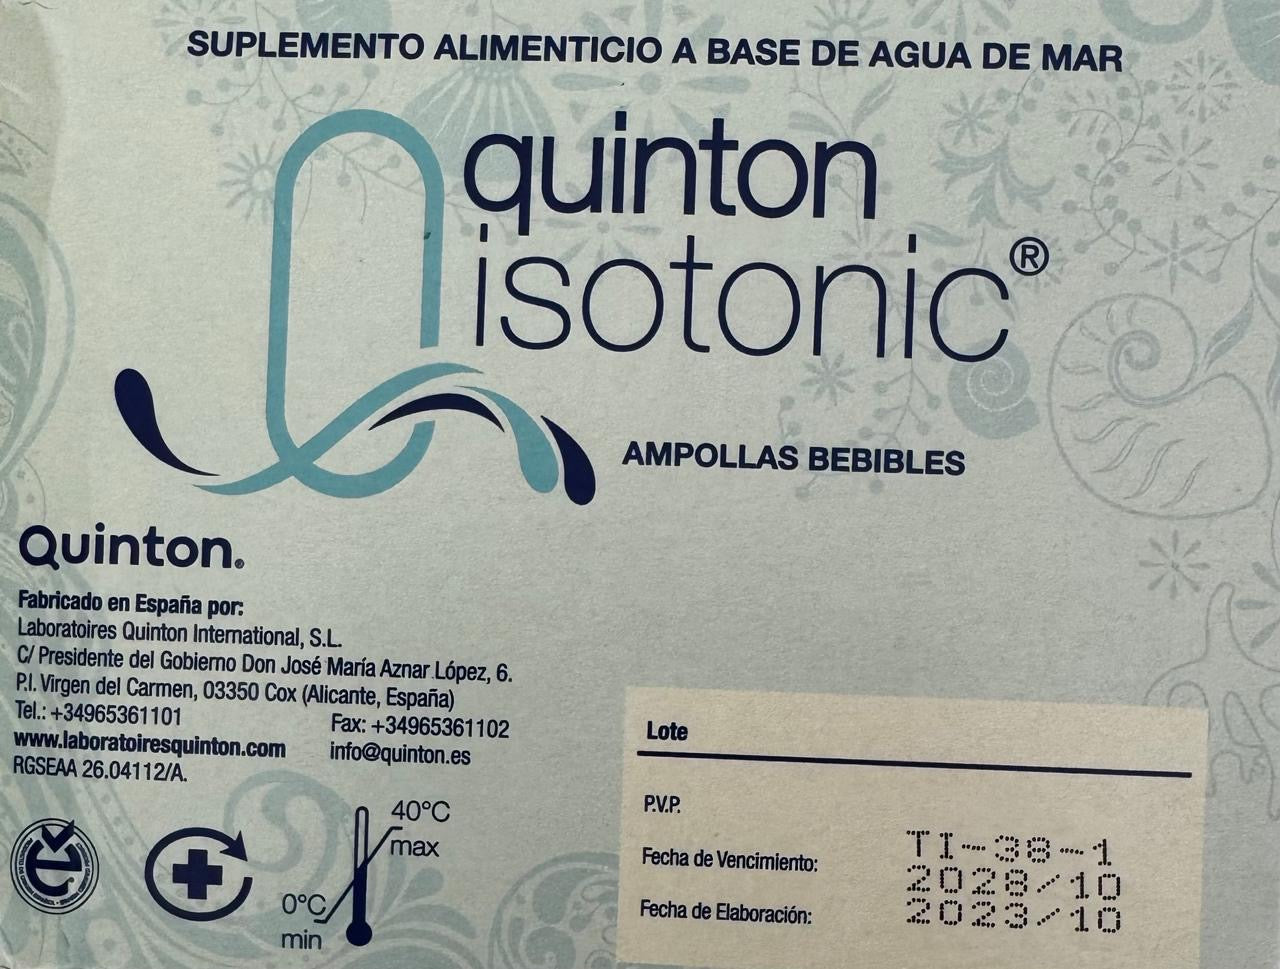 SUPLEMENTO ALIMENTICIO A BASE DE AGUA DE MAR
quinton
isotonic®
AMPOLLAS BEBIBLES
Quinton®
Fabricado en España por:
Laboratoires Quinton International, S.L.
C/ Presidente del Gobierno Don José María Aznar López, 6.
P.I. Virgen del Carmen, 03350 Cox (Alicante, España)
Tel.: +34965361101 Fax: +34965361102
www.laboratoiresquinton.com info@quinton.es
RGSEAA 26.04112/A.
40°C
max
0°C
min
Lote
P.V.P.
TI-38-1
Fecha de Vencimiento: 2028/10
Fecha de Elaboración: 2023/10